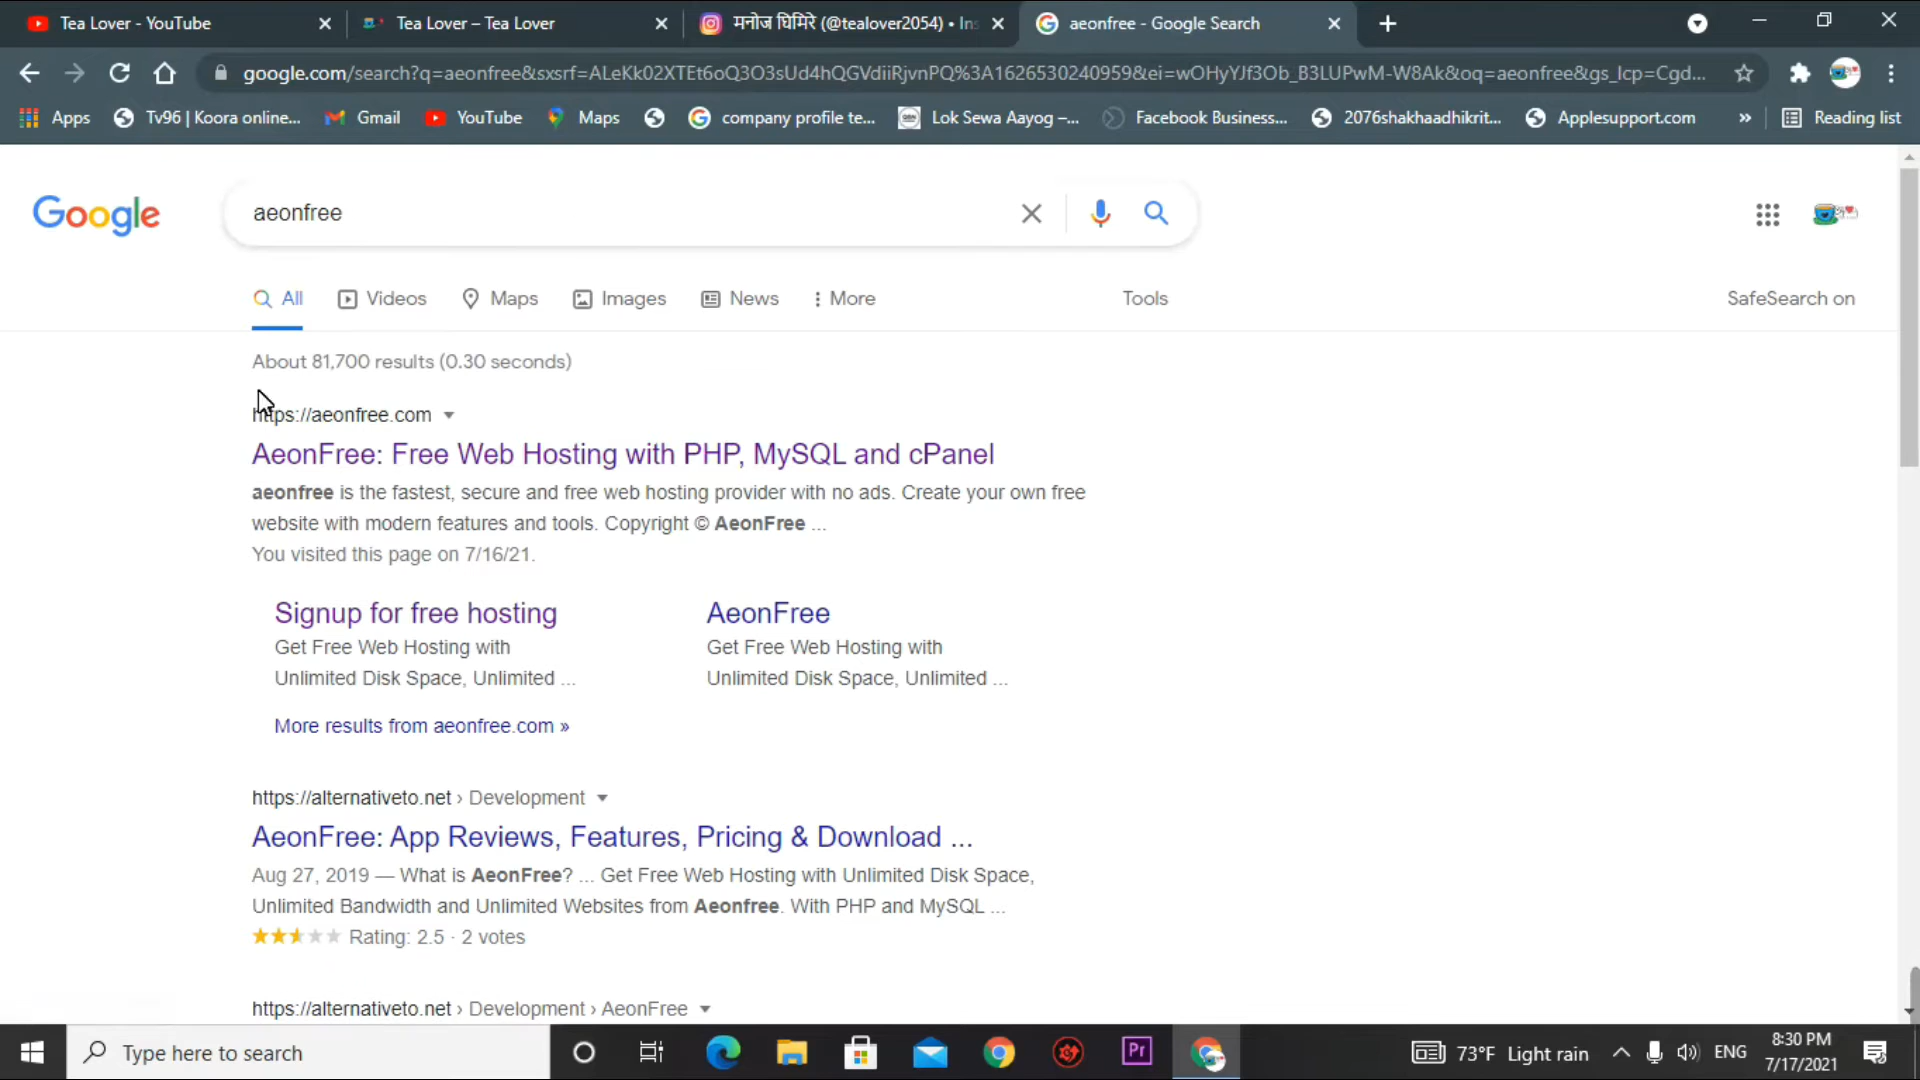 Tea Lover - YouTube
Tea Lover – Tea Lover
मनोज घिमिरे (@tealover2054) • Ins
aeonfree - Google Search
google.com/search?q=aeonfree&sxsrf=ALeKk02XTEt6oQ3O3sUd4hQGVdiiRjvnPQ%3A1626530240959&ei=wOHyYJf3Ob_B3LUPwM-W8Ak&oq=aeonfree&gs_lcp=Cgd...
Apps
Tv96 | Koora online...
Gmail
YouTube
Maps
company profile te...
Lok Sewa Aayog –...
Facebook Business...
2076shakhaadhikrit...
Applesupport.com
»
Reading list
Google
aeonfree
All
Videos
Maps
Images
News
More
Tools
SafeSearch on
About 81,700 results (0.30 seconds)
https://aeonfree.com
AeonFree: Free Web Hosting with PHP, MySQL and cPanel
aeonfree is the fastest, secure and free web hosting provider with no ads. Create your own free
website with modern features and tools. Copyright © AeonFree ...
You visited this page on 7/16/21.
Signup for free hosting
Get Free Web Hosting with
Unlimited Disk Space, Unlimited ...
AeonFree
Get Free Web Hosting with
Unlimited Disk Space, Unlimited ...
More results from aeonfree.com »
https://alternativeto.net › Development
AeonFree: App Reviews, Features, Pricing & Download ...
Aug 27, 2019 — What is AeonFree? ... Get Free Web Hosting with Unlimited Disk Space,
Unlimited Bandwidth and Unlimited Websites from Aeonfree. With PHP and MySQL ...
Rating: 2.5 · 2 votes
https://alternativeto.net › Development › AeonFree
Type here to search
Pr
73°F Light rain
ENG
8:30 PM
7/17/2021